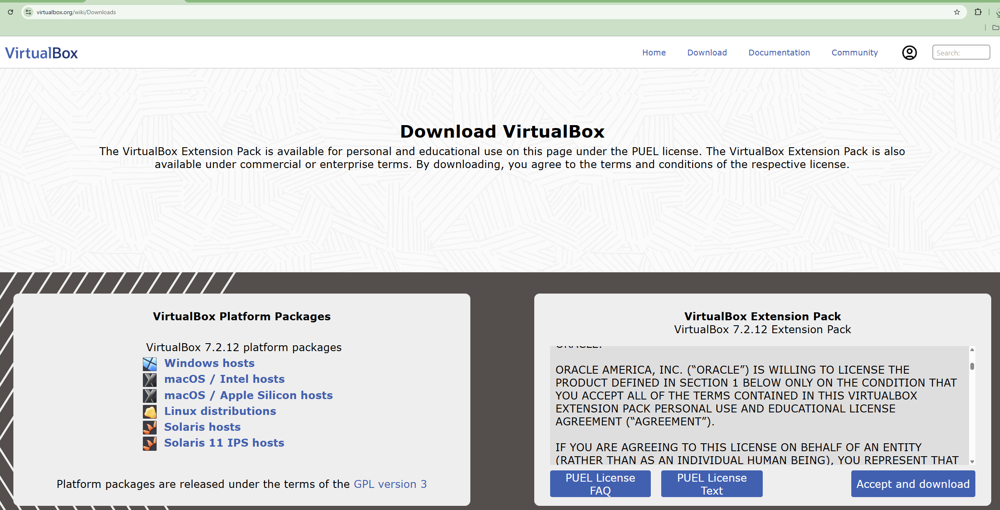 virtualbox.org/wiki/Downloads
VirtualBox
Home
Download
Documentation
Community
Search:
Download VirtualBox
The VirtualBox Extension Pack is available for personal and educational use on this page under the PUEL license. The VirtualBox Extension Pack is also
available under commercial or enterprise terms. By downloading, you agree to the terms and conditions of the respective license.
VirtualBox Platform Packages
VirtualBox 7.2.12 platform packages
Windows hosts
macOS / Intel hosts
macOS / Apple Silicon hosts
Linux distributions
Solaris hosts
Solaris 11 IPS hosts
Platform packages are released under the terms of the GPL version 3
VirtualBox Extension Pack
VirtualBox 7.2.12 Extension Pack
ORACLE AMERICA, INC. (“ORACLE”) IS WILLING TO LICENSE THE
PRODUCT DEFINED IN SECTION 1 BELOW ONLY ON THE CONDITION THAT
YOU ACCEPT ALL OF THE TERMS CONTAINED IN THIS VIRTUALBOX
EXTENSION PACK PERSONAL USE AND EDUCATIONAL LICENSE
AGREEMENT (“AGREEMENT”).
IF YOU ARE AGREEING TO THIS LICENSE ON BEHALF OF AN ENTITY
(RATHER THAN AS AN INDIVIDUAL HUMAN BEING), YOU REPRESENT THAT
PUEL License
FAQ
PUEL License
Text
Accept and download